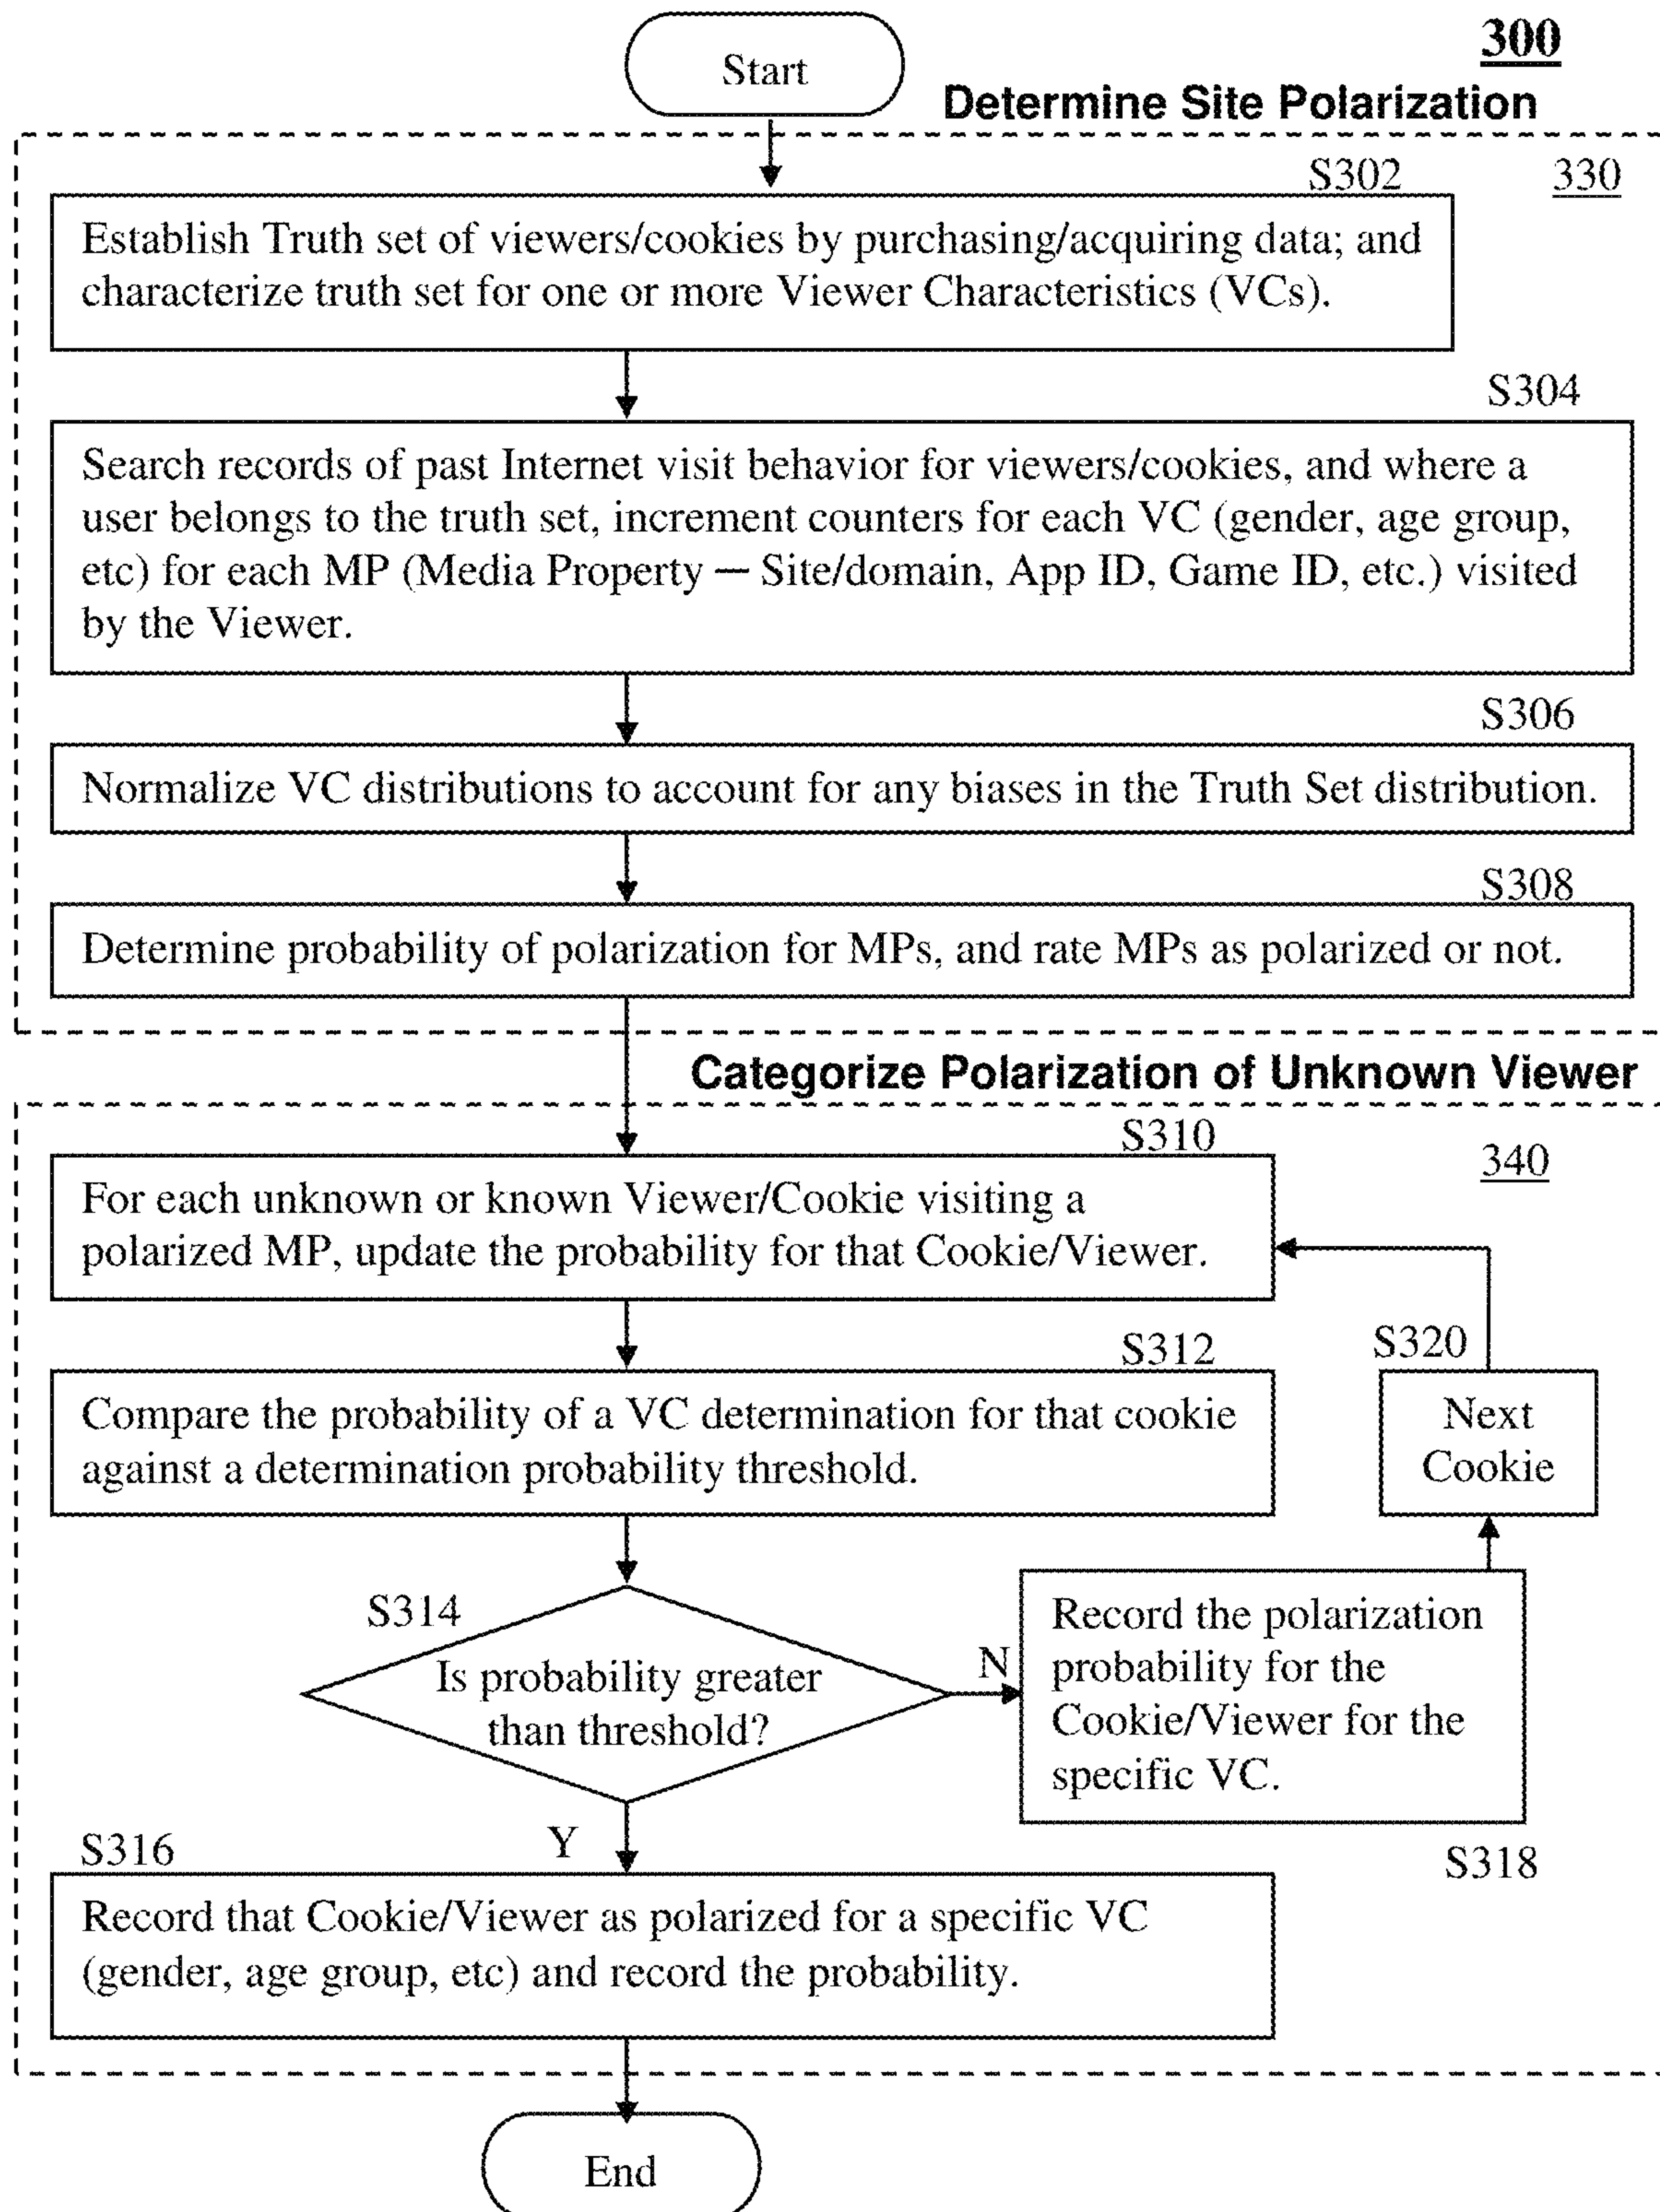 300
Start
Determine Site Polarization
S302
330
Establish Truth set of viewers/cookies by purchasing/acquiring data; and
characterize truth set for one or more Viewer Characteristics (VCs).
S304
Search records of past Internet visit behavior for viewers/cookies, and where a
user belongs to the truth set, increment counters for each VC (gender, age group,
etc) for each MP (Media Property — Site/domain, App ID, Game ID, etc.) visited
by the Viewer.
S306
Normalize VC distributions to account for any biases in the Truth Set distribution.
S308
Determine probability of polarization for MPs, and rate MPs as polarized or not.
Categorize Polarization of Unknown Viewer
S310
340
For each unknown or known Viewer/Cookie visiting a
polarized MP, update the probability for that Cookie/Viewer.
S312
S320
Compare the probability of a VC determination for that cookie
against a determination probability threshold.
Next
Cookie
S314
Is probability greater
than threshold?
N
Record the polarization
probability for the
Cookie/Viewer for the
specific VC.
S318
Y
S316
Record that Cookie/Viewer as polarized for a specific VC
(gender, age group, etc) and record the probability.
End